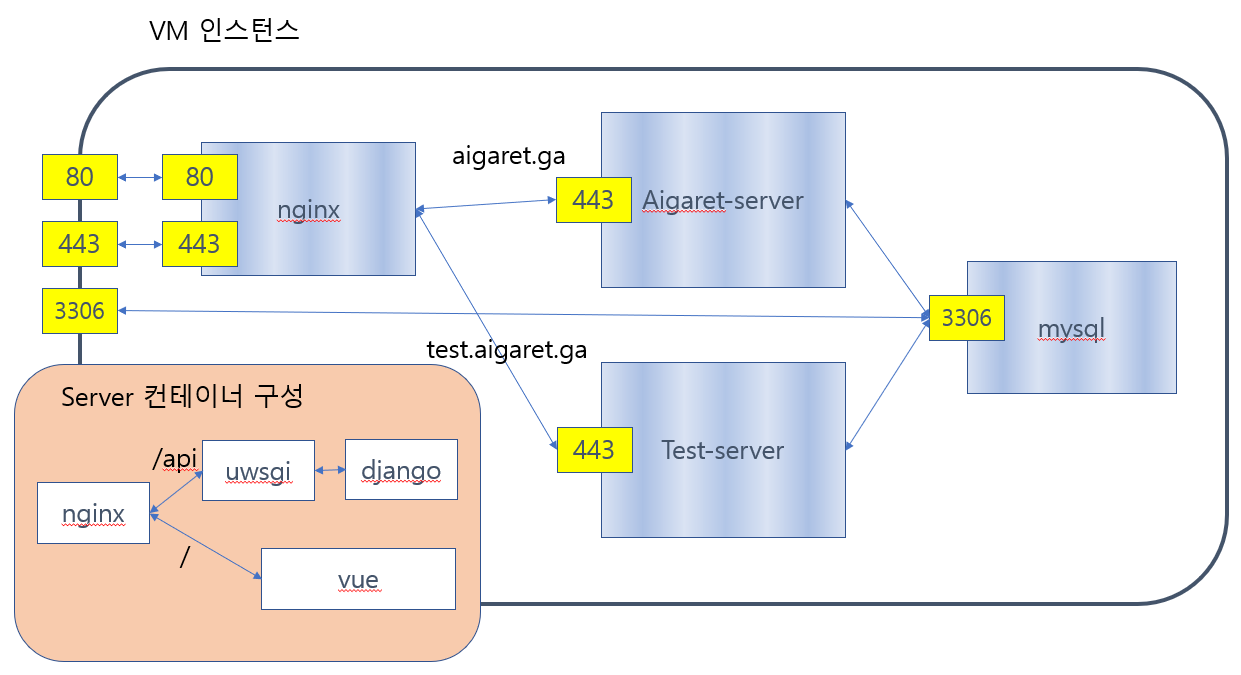 VM 인스턴스
80
80
nginx
443
443
3306
aigaret.ga
443
Aigaret-server
test.aigaret.ga
443
Test-server
3306
mysql
Server 컨테이너 구성
/api
uwsgi
django
nginx
/
vue